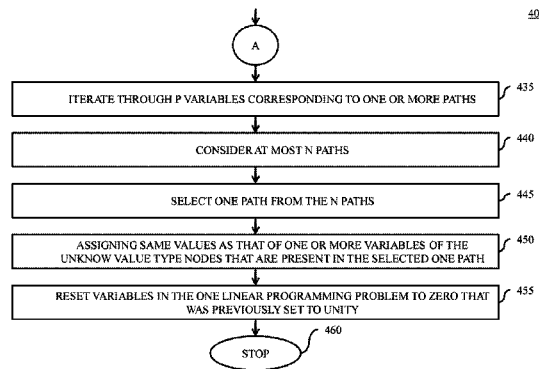 40
A
ITERATE THROUGH P VARIABLES CORRESPONDING TO ONE OR MORE PATHS
435
CONSIDER AT MOST N PATHS
440
SELECT ONE PATH FROM THE N PATHS
445
ASSIGNING SAME VALUES AS THAT OF ONE OR MORE VARIABLES OF THE
UNKNOW VALUE TYPE NODES THAT ARE PRESENT IN THE SELECTED ONE PATH
450
RESET VARIABLES IN THE ONE LINEAR PROGRAMMING PROBLEM TO ZERO THAT
WAS PREVIOUSLY SET TO UNITY
455
STOP
460